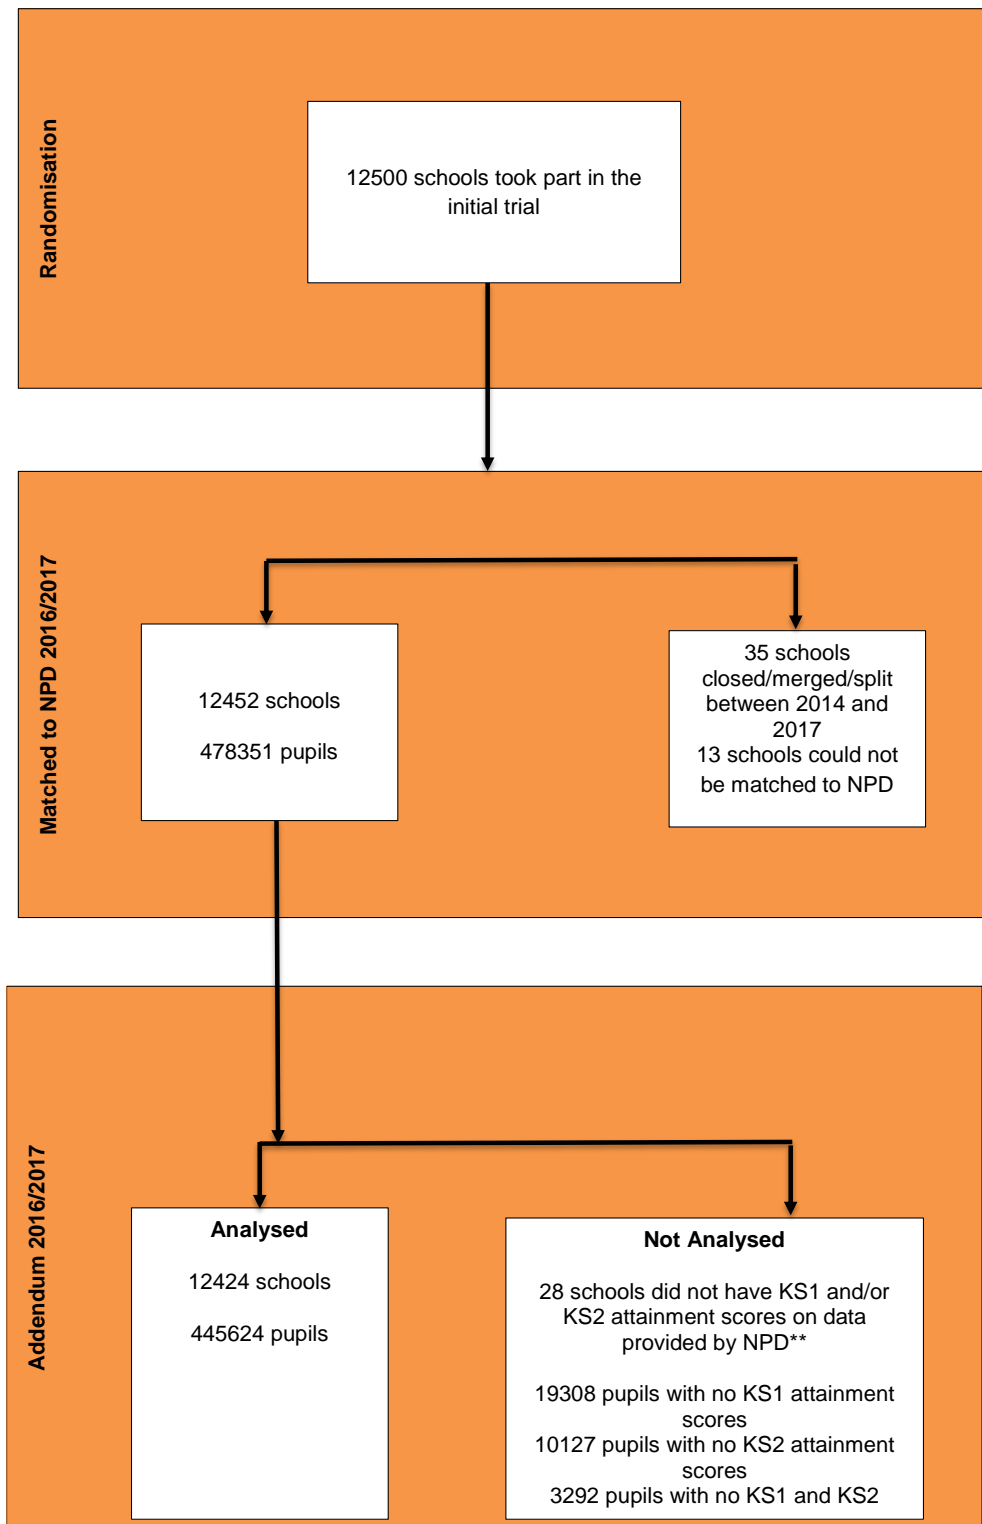 Randomisation
12500 schools took part in the
initial trial
Matched to NPD 2016/2017
12452 schools
478351 pupils
35 schools
closed/merged/split
between 2014 and
2017
13 schools could not
be matched to NPD
Addendum 2016/2017
Analysed
12424 schools
445624 pupils
Not Analysed
28 schools did not have KS1 and/or
KS2 attainment scores on data
provided by NPD**
19308 pupils with no KS1 attainment
scores
10127 pupils with no KS2 attainment
scores
3292 pupils with no KS1 and KS2